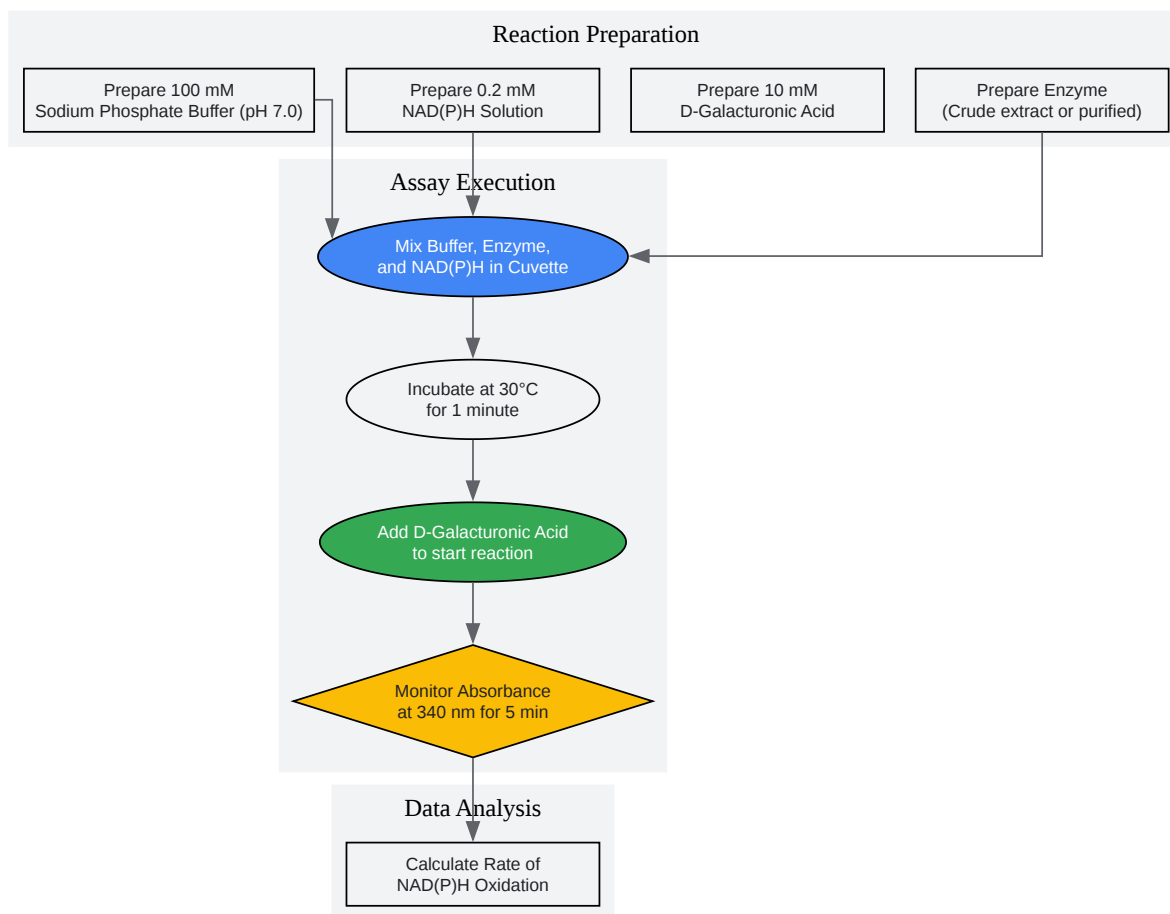 Reaction Preparation
Prepare 100 mM
Sodium Phosphate Buffer (pH 7.0)
Prepare 0.2 mM
NAD(P)H Solution
Prepare 10 mM
D-Galacturonic Acid
Prepare Enzyme
(Crude extract or purified)
Assay Execution
Mix Buffer, Enzyme,
and NAD(P)H in Cuvette
Incubate at 30°C
for 1 minute
Add D-Galacturonic Acid
to start reaction
Monitor Absorbance
at 340 nm for 5 min
Data Analysis
Calculate Rate of
NAD(P)H Oxidation